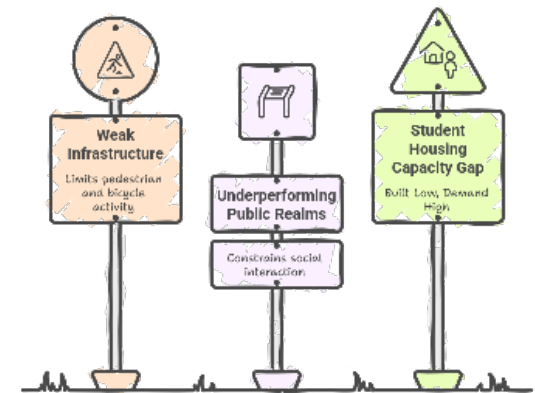 Weak
Infrastructure
Limits pedestrian
and bicycle
activity
Underperforming
Public Realms
Constrains social
interaction
Student
Housing
Capacity Gap
Built Low, Demand
High